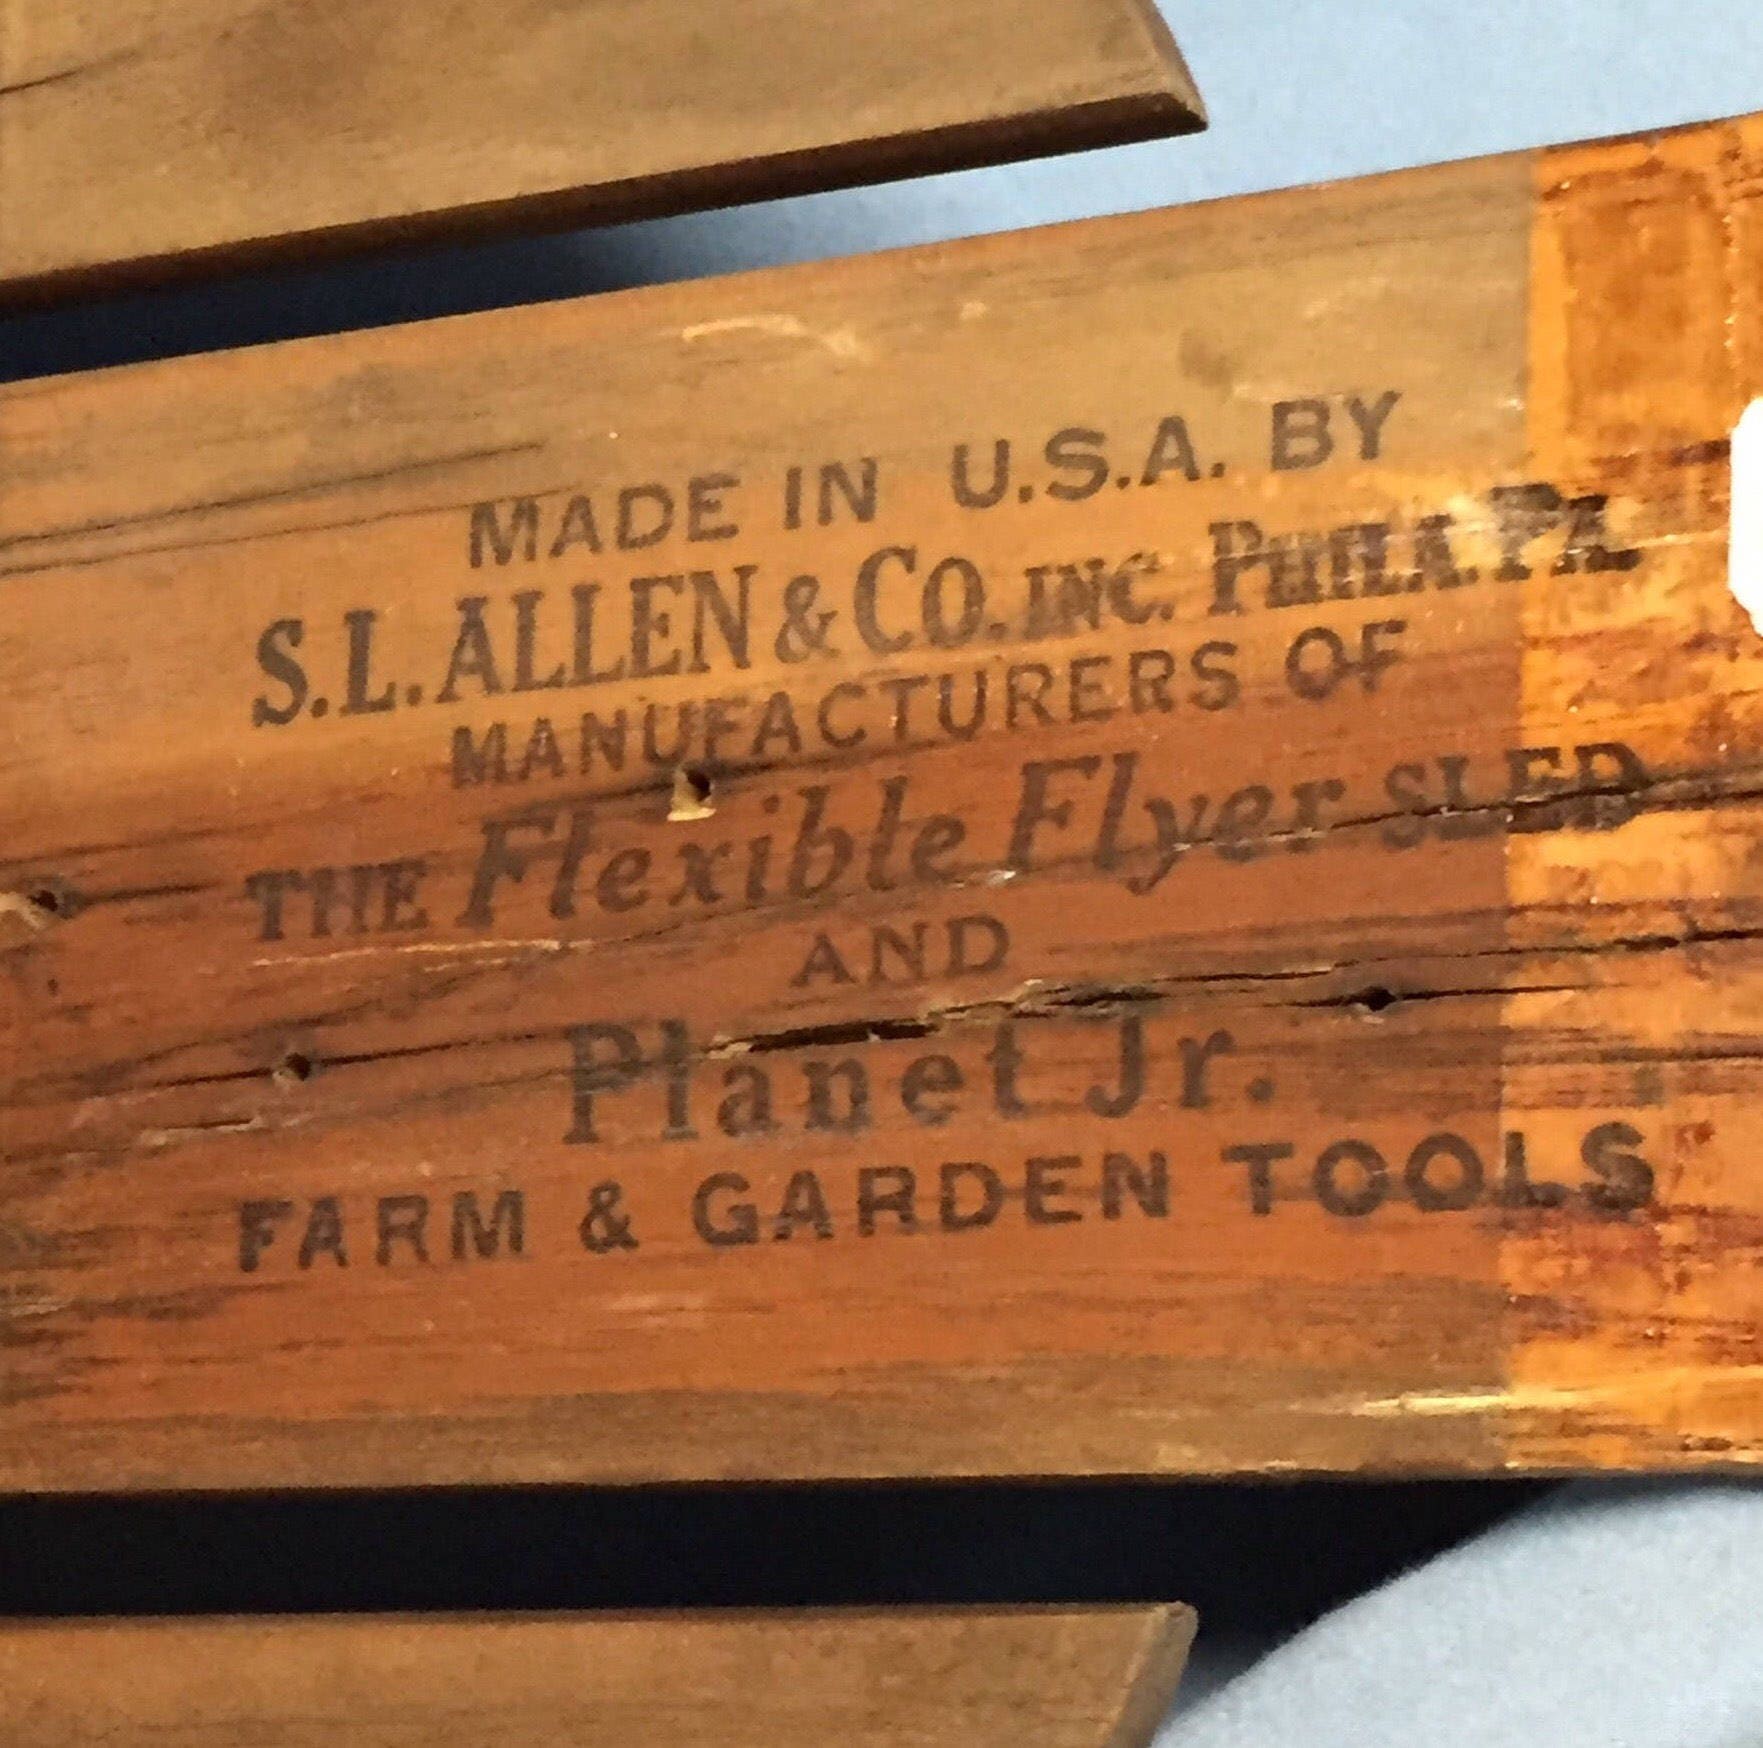 MADE IN U.S.A. BY
S.L. ALLEN & CO. INC. PHILA. PA.
MANUFACTURERS OF
THE Flexible Flyer SLED
AND
Planet Jr.
FARM & GARDEN TOOLS